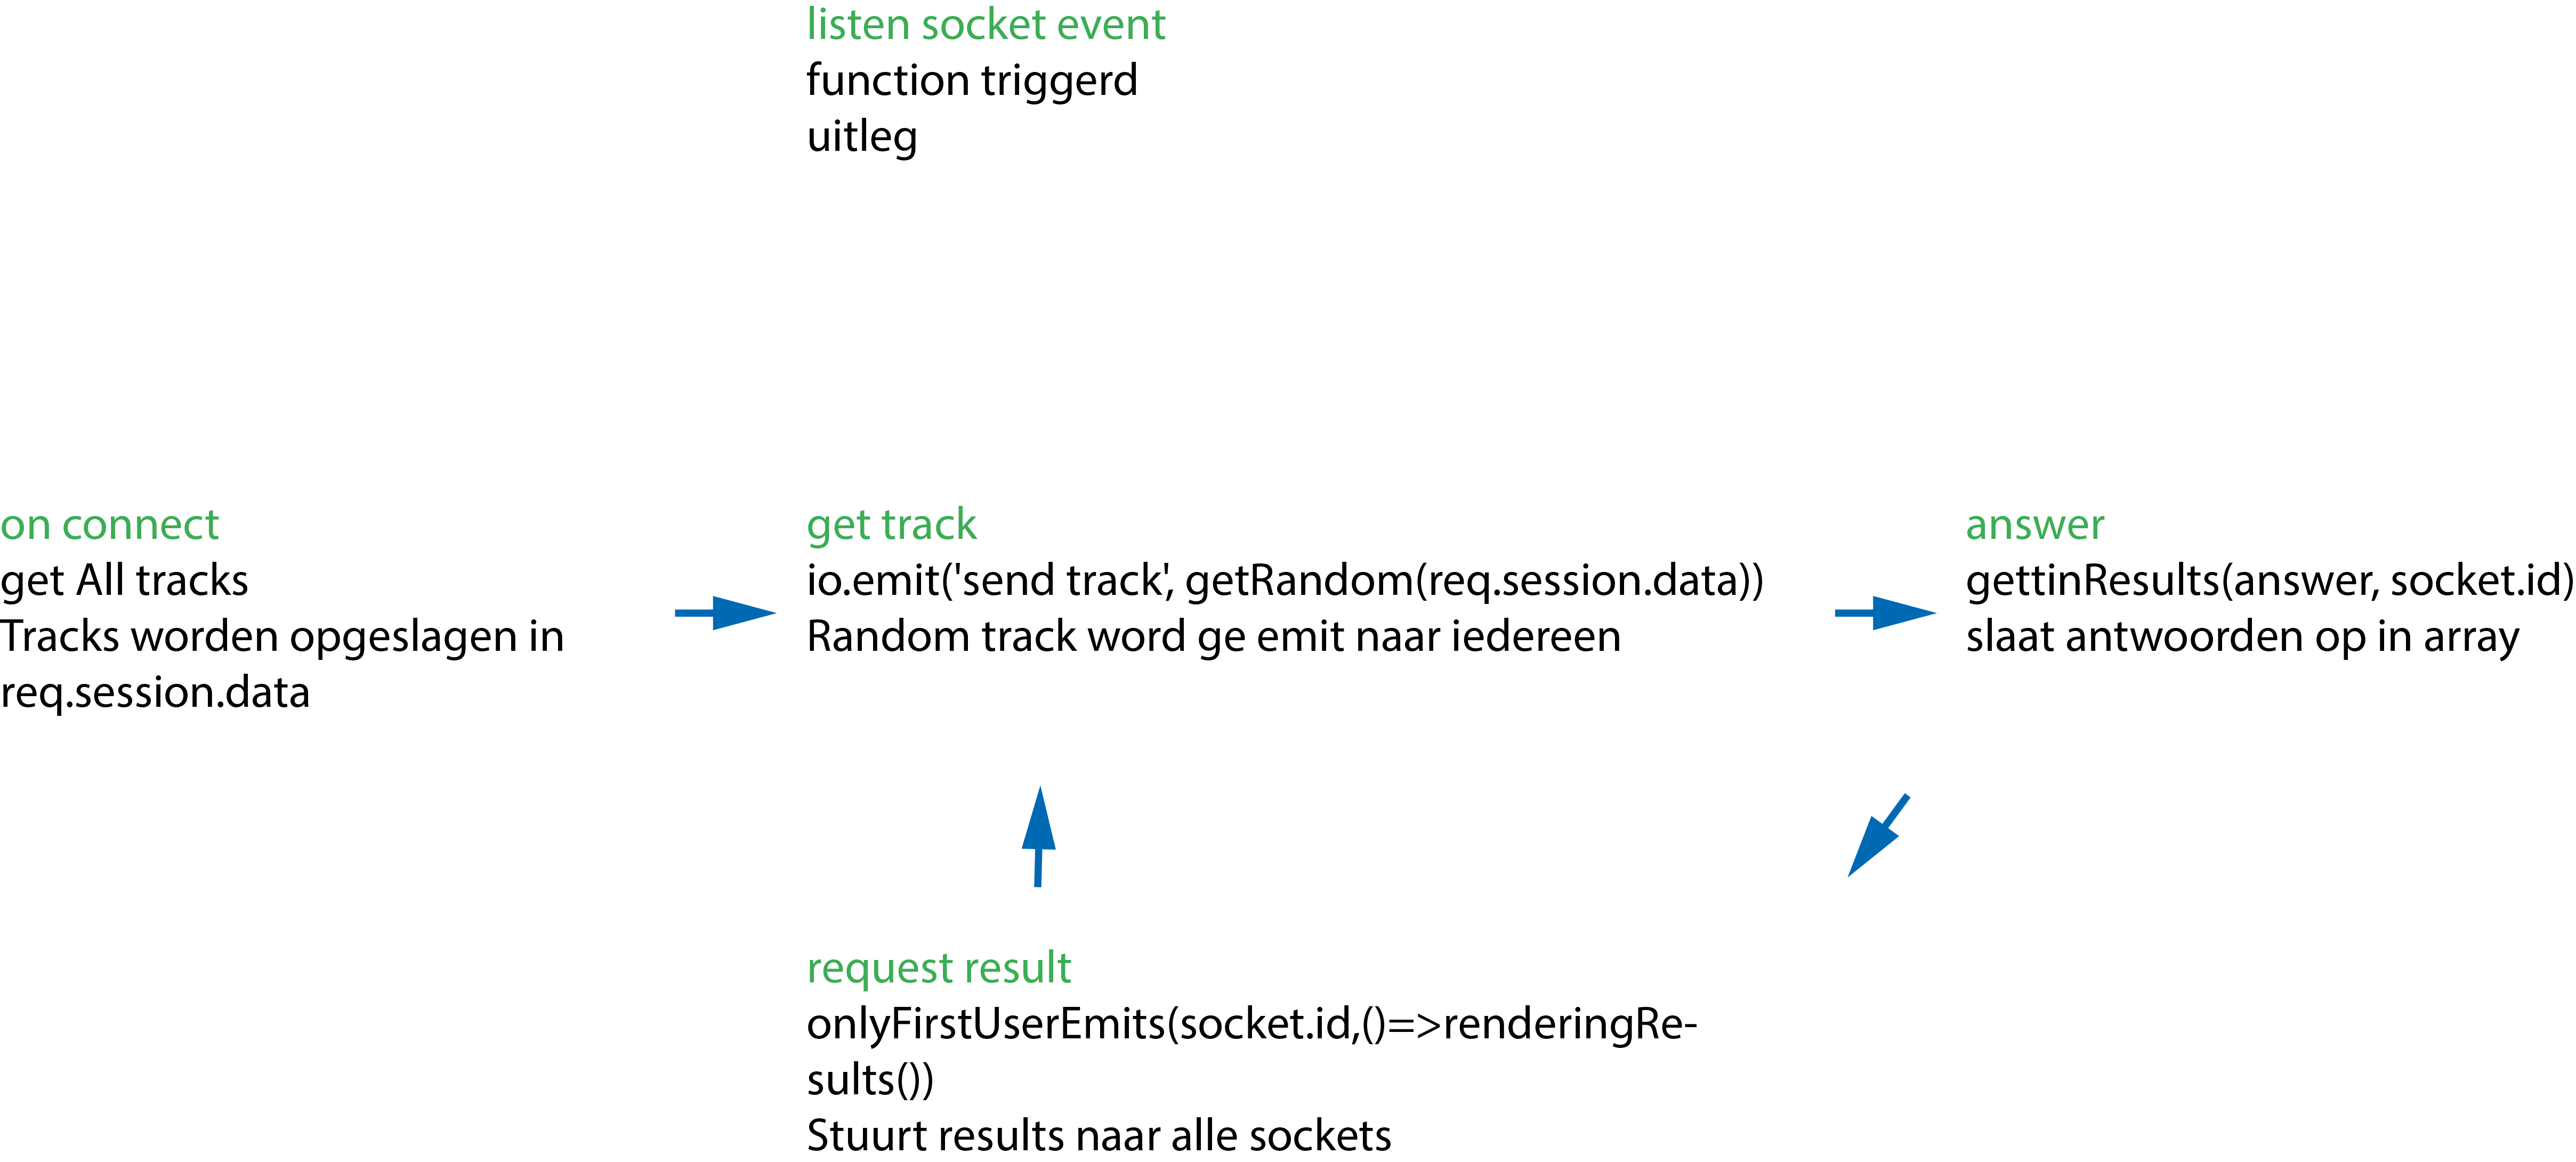 listen socket event
function triggerd
uitleg
on connect
get All tracks
Tracks worden opgeslagen in
req.session.data
get track
io.emit('send track', getRandom(req.session.data))
Random track word ge emit naar iedereen
answer
gettinResults(answer, socket.id)
slaat antwoorden op in array
request result
onlyFirstUserEmits(socket.id,()=>renderingRe-
sults())
Stuurt results naar alle sockets